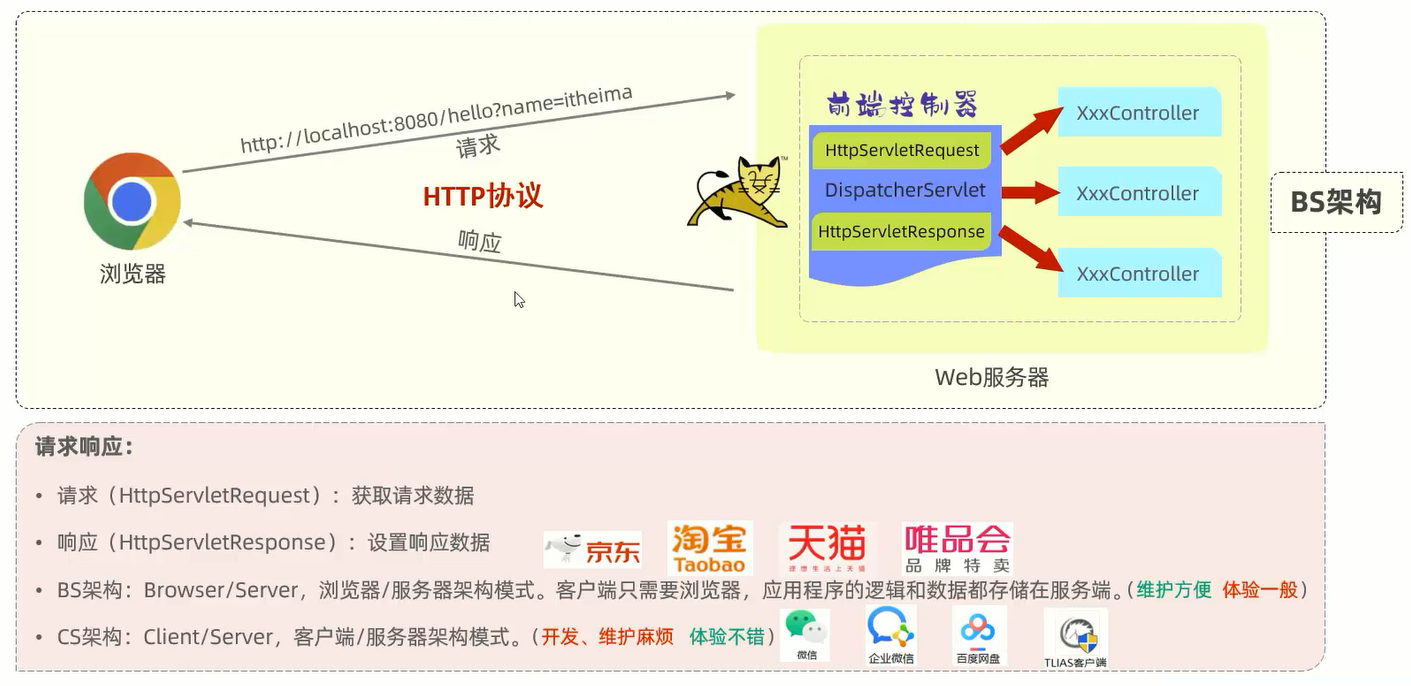 http://localhost:8080/hello?name=itheima
请求
HTTP协议
响应
浏览器
前端控制器
HttpServletRequest
DispatcherServlet
HttpServletResponse
XxxController
XxxController
XxxController
TM
BS架构
Web服务器
请求响应：
• 请求（HttpServletRequest）：获取请求数据
• 响应（HttpServletResponse）：设置响应数据
京东
淘宝
Taobao
天猫
理想生活上天猫
唯品会
品牌特卖
• BS架构：Browser/Server，浏览器/服务器架构模式。客户端只需要浏览器，应用程序的逻辑和数据都存储在服务端。（维护方便 体验一般）
• CS架构：Client/Server，客户端/服务器架构模式。（开发、维护麻烦 体验不错）
微信
企业微信
百度网盘
TLIAS客户端